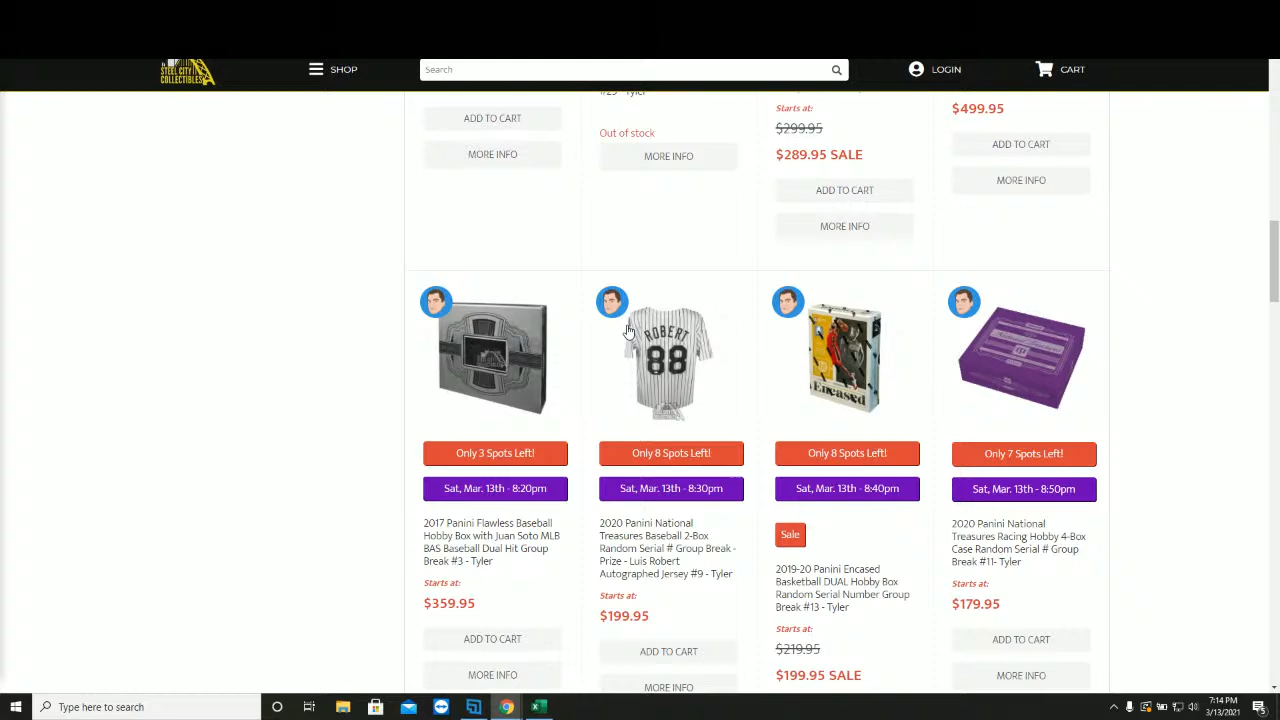 STEEL CITY
COLLECTIBLES
SHOP
Search
LOGIN
CART
ADD TO CART
MORE INFO
Out of stock
MORE INFO
Starts at:
$299.95
$289.95 SALE
ADD TO CART
MORE INFO
$499.95
ADD TO CART
MORE INFO
Only 3 Spots Left!
Sat, Mar. 13th - 8:20pm
2017 Panini Flawless Baseball
Hobby Box with Juan Soto MLB
BAS Baseball Dual Hit Group
Break #3 - Tyler
Starts at:
$359.95
ADD TO CART
MORE INFO
ROBERT
88
Only 8 Spots Left!
Sat, Mar. 13th - 8:30pm
2020 Panini National
Treasures Baseball 2-Box
Random Serial # Group Break -
Prize - Luis Robert
Autographed Jersey #9 - Tyler
Starts at:
$199.95
ADD TO CART
MORE INFO
Encased
Only 8 Spots Left!
Sat, Mar. 13th - 8:40pm
Sale
2019-20 Panini Encased
Basketball DUAL Hobby Box
Random Serial Number Group
Break #13 - Tyler
Starts at:
$219.95
$199.95 SALE
Only 7 Spots Left!
Sat, Mar. 13th - 8:50pm
2020 Panini National
Treasures Racing Hobby 4-Box
Case Random Serial # Group
Break #11- Tyler
Starts at:
$179.95
ADD TO CART
MORE INFO
Type here to search
7:14 PM
3/13/2021